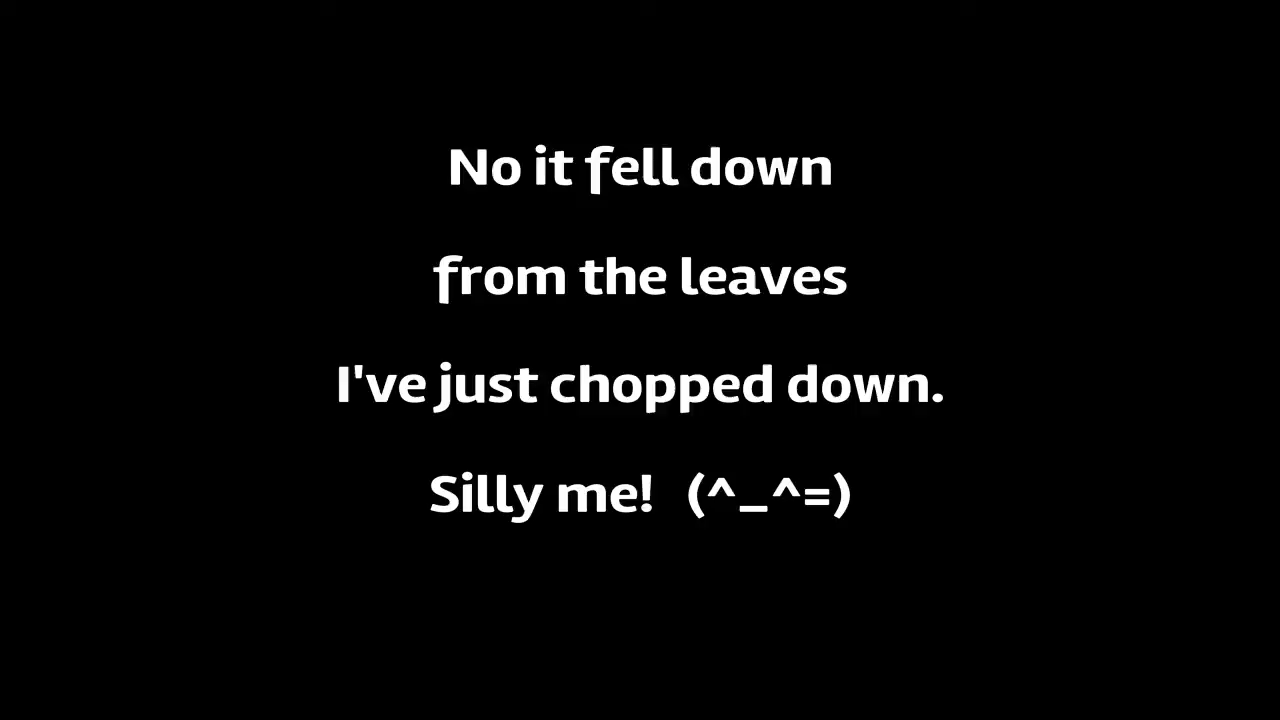 No it fell down
from the leaves
I've just chopped down.
Silly me! (^_^=)